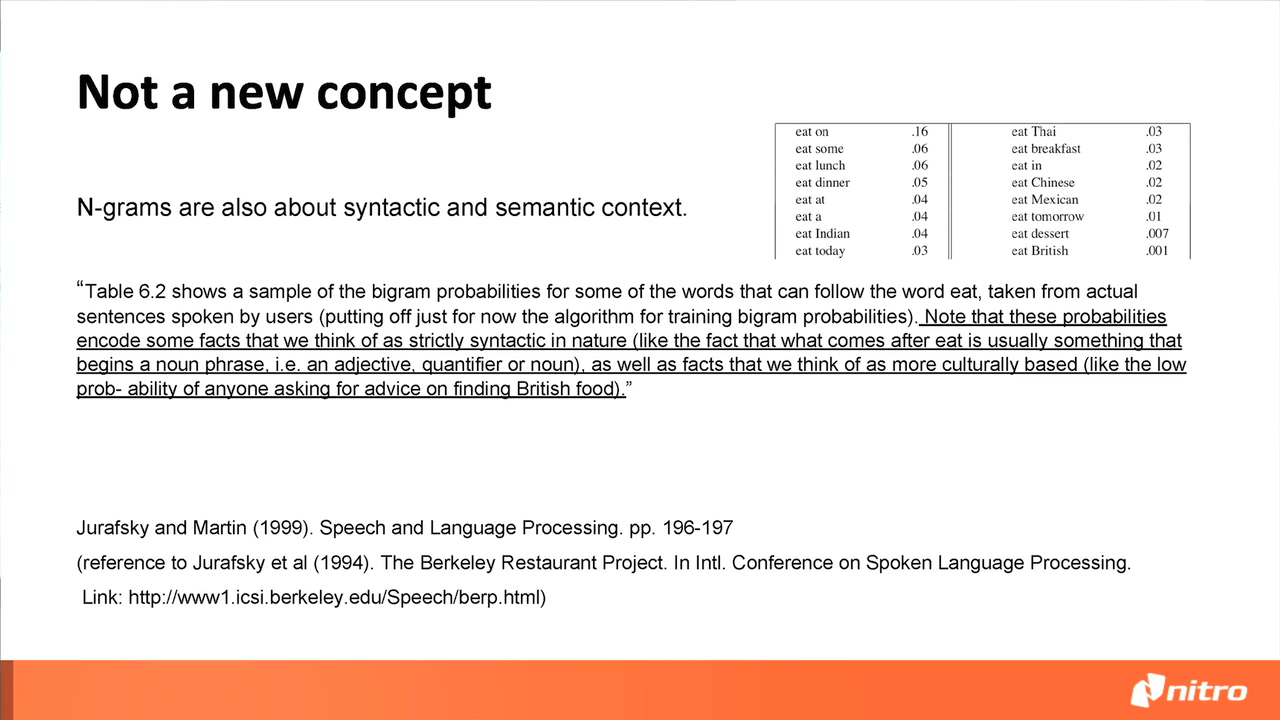 Not a new concept
eat on .16 eat Thai .03
eat some .06 eat breakfast .03
eat lunch .06 eat in .02
eat dinner .05 eat Chinese .02
eat at .04 eat Mexican .02
eat a .04 eat tomorrow .01
eat Indian .04 eat dessert .007
eat today .03 eat British .001
N-grams are also about syntactic and semantic context.
“Table 6.2 shows a sample of the bigram probabilities for some of the words that can follow the word eat, taken from actual
sentences spoken by users (putting off just for now the algorithm for training bigram probabilities). Note that these probabilities
encode some facts that we think of as strictly syntactic in nature (like the fact that what comes after eat is usually something that
begins a noun phrase, i.e. an adjective, quantifier or noun), as well as facts that we think of as more culturally based (like the low
prob- ability of anyone asking for advice on finding British food).”
Jurafsky and Martin (1999). Speech and Language Processing. pp. 196-197
(reference to Jurafsky et al (1994). The Berkeley Restaurant Project. In Intl. Conference on Spoken Language Processing.
Link: http://www1.icsi.berkeley.edu/Speech/berp.html)
nitro